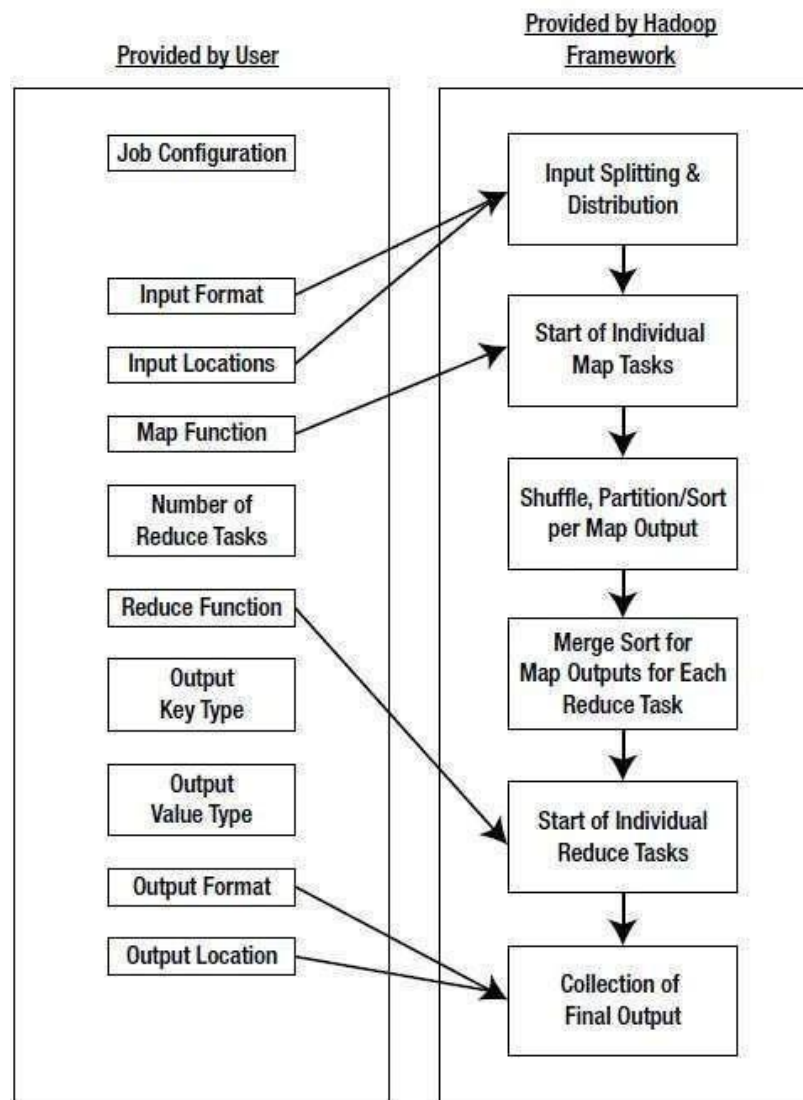 Provided by User
Job Configuration
Input Format
Input Locations
Map Function
Number of
Reduce Tasks
Reduce Function
Output
Key Type
Output
Value Type
Output Format
Output Location
Provided by Hadoop
Framework
Input Splitting &
Distribution
Start of Individual
Map Tasks
Shuffle, Partition/Sort
per Map Output
Merge Sort for
Map Outputs for Each
Reduce Task
Start of Individual
Reduce Tasks
Collection of
Final Output